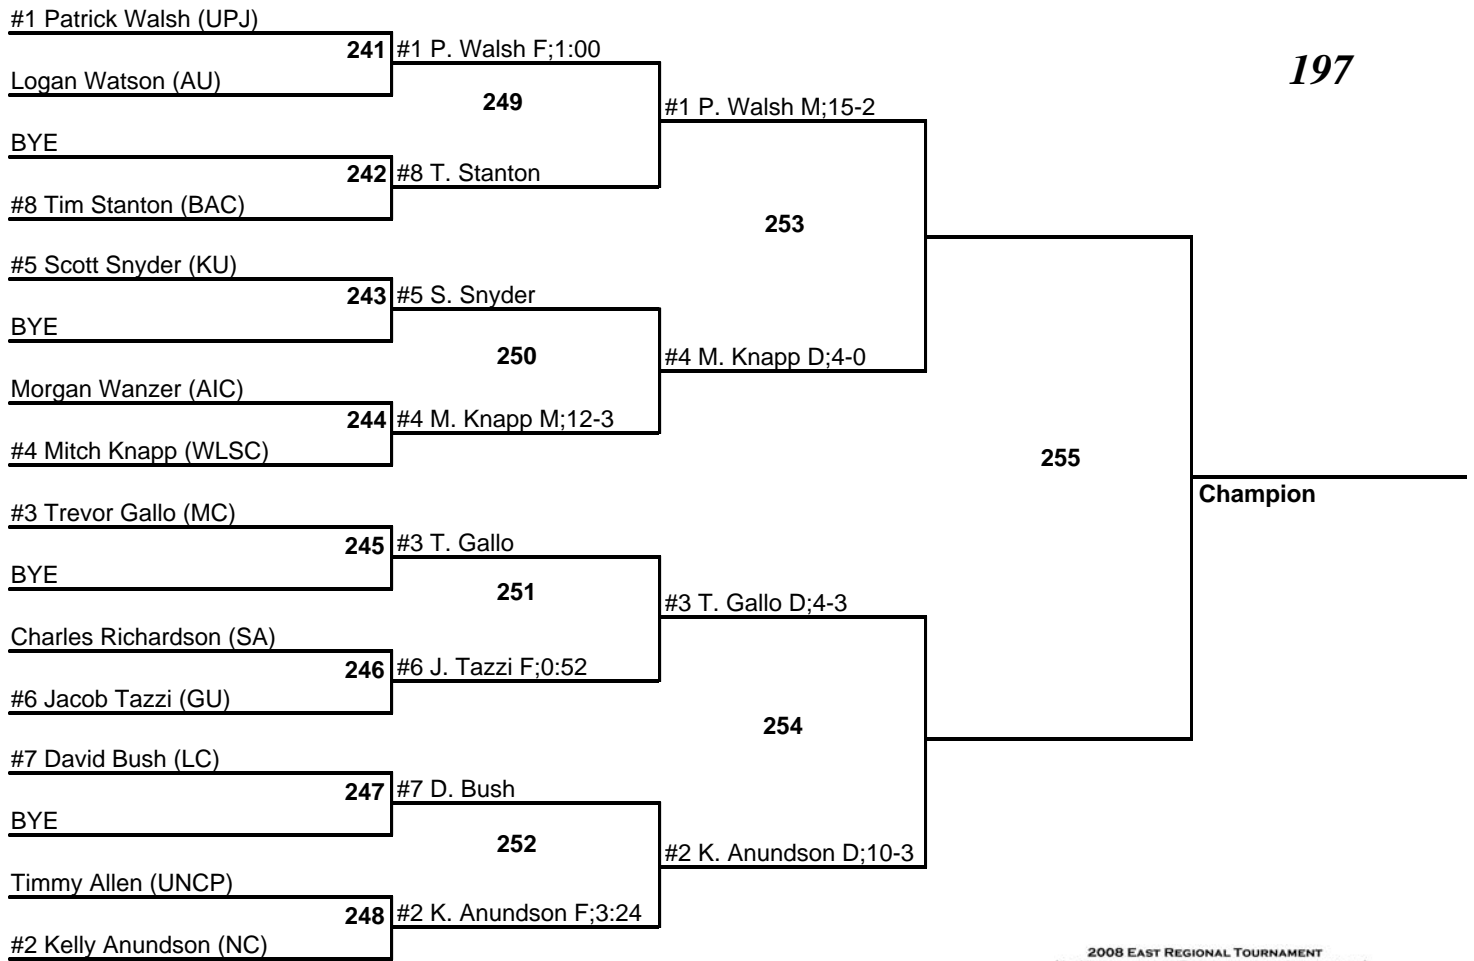 #1 Patrick Walsh (UPJ)
241 #1 P. Walsh F;1:00
197
Logan Watson (AU)
249
#1 P. Walsh M;15-2
BYE
242 #8 T. Stanton
#8 Tim Stanton (BAC)
253
#5 Scott Snyder (KU)
243 #5 S. Snyder
BYE
250
#4 M. Knapp D;4-0
Morgan Wanzer (AIC)
244 #4 M. Knapp M;12-3
#4 Mitch Knapp (WLSC)
255
Champion
#3 Trevor Gallo (MC)
245 #3 T. Gallo
BYE
251
#3 T. Gallo D;4-3
Charles Richardson (SA)
246 #6 J. Tazzi F;0:52
#6 Jacob Tazzi (GU)
254
#7 David Bush (LC)
247 #7 D. Bush
BYE
252
#2 K. Anundson D;10-3
Timmy Allen (UNCP)
248 #2 K. Anundson F;3:24
#2 Kelly Anundson (NC)
2008 EAST REGIONAL TOURNAMENT